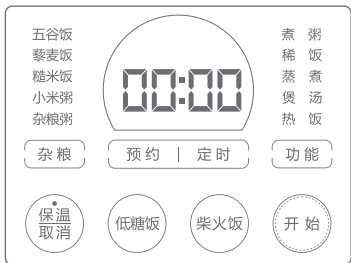 五谷饭
藜麦饭
糙米饭
小米粥
杂粮粥
00:00
煮 粥
稀 饭
蒸 煮
煲 汤
热 饭
杂 粮
预 约 | 定 时
功 能
保温
取消
低糖饭
柴火饭
开 始